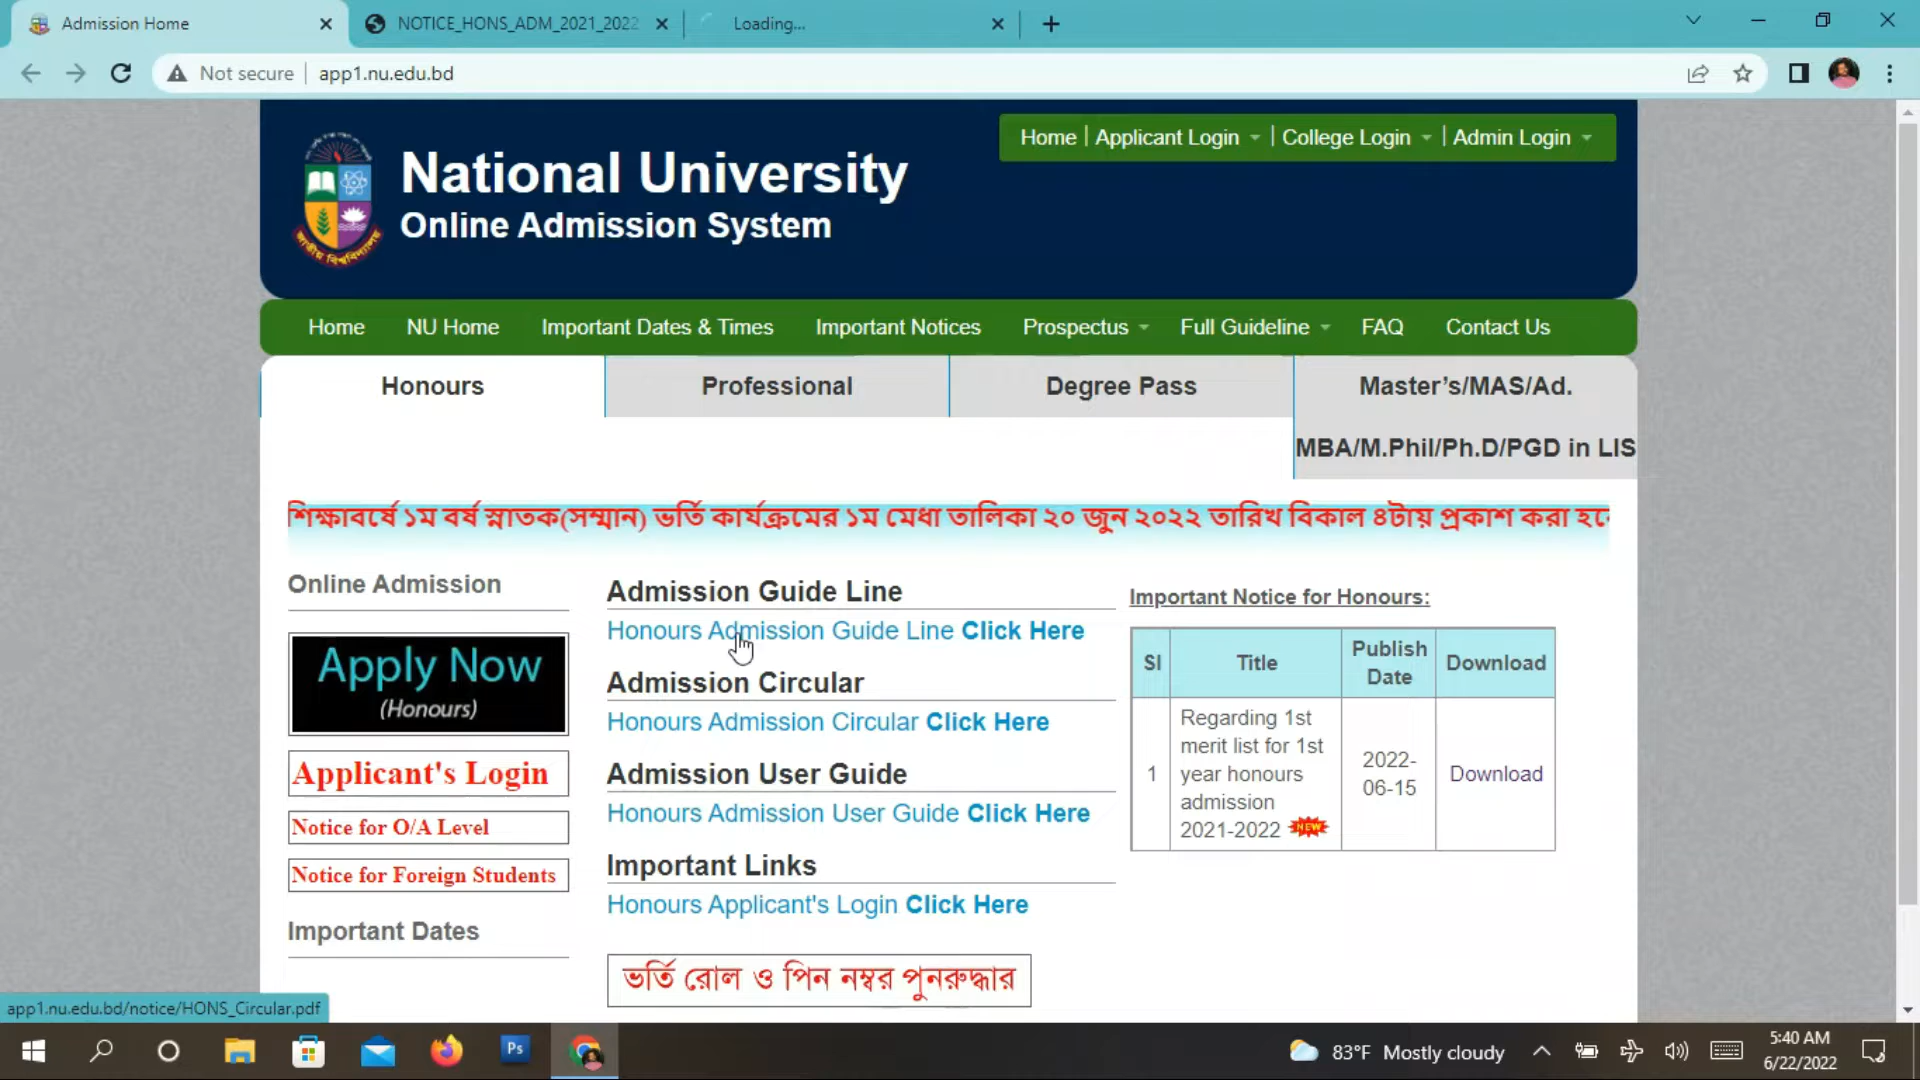 Admission Home
NOTICE_HONS_ADM_2021_2022
Loading...
Not secure
app1.nu.edu.bd
Home | Applicant Login | College Login | Admin Login
National University
Online Admission System
জাতীয় বিশ্ববিদ্যালয়
Home NU Home Important Dates & Times Important Notices Prospectus Full Guideline FAQ Contact Us
Honours Professional Degree Pass Master’s/MAS/Ad.
MBA/M.Phil/Ph.D/PGD in LIS
শিক্ষাবর্ষে ১ম বর্ষ স্নাতক(সম্মান) ভর্তি কার্যক্রমের ১ম মেধা তালিকা ২০ জুন ২০২২ তারিখ বিকাল ৪টায় প্রকাশ করা
Online Admission
Apply Now
(Honours)
Applicant's Login
Notice for O/A Level
Notice for Foreign Students
Important Dates
Admission Guide Line
Honours Admission Guide Line Click Here
Admission Circular
Honours Admission Circular Click Here
Admission User Guide
Honours Admission User Guide Click Here
Important Links
Honours Applicant's Login Click Here
ভর্তি রোল ও পিন নম্বর পুনরুদ্ধার
Important Notice for Honours:
Sl Title Publish Date Download
1
Regarding 1st
merit list for 1st
year honours
admission
2021-2022 NEW
2022-
06-15
Download
app1.nu.edu.bd/notice/HONS_Circular.pdf
Ps
83°F Mostly cloudy
5:40 AM
6/22/2022